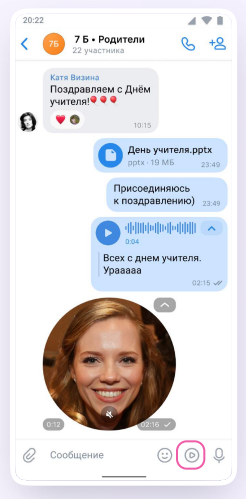 20:22
7Б
7 Б • Родители
22 участника
Катя Визина
Поздравляем с Днём
учителя!🎈🎈🎈
10:15
День учителя.pptx
pptx · 19 МБ
23:49
Присоединяюсь
к поздравлению)
23:49
0:04
Всех с днем учителя.
Урааааа
02:15
0:12
02:16
Сообщение